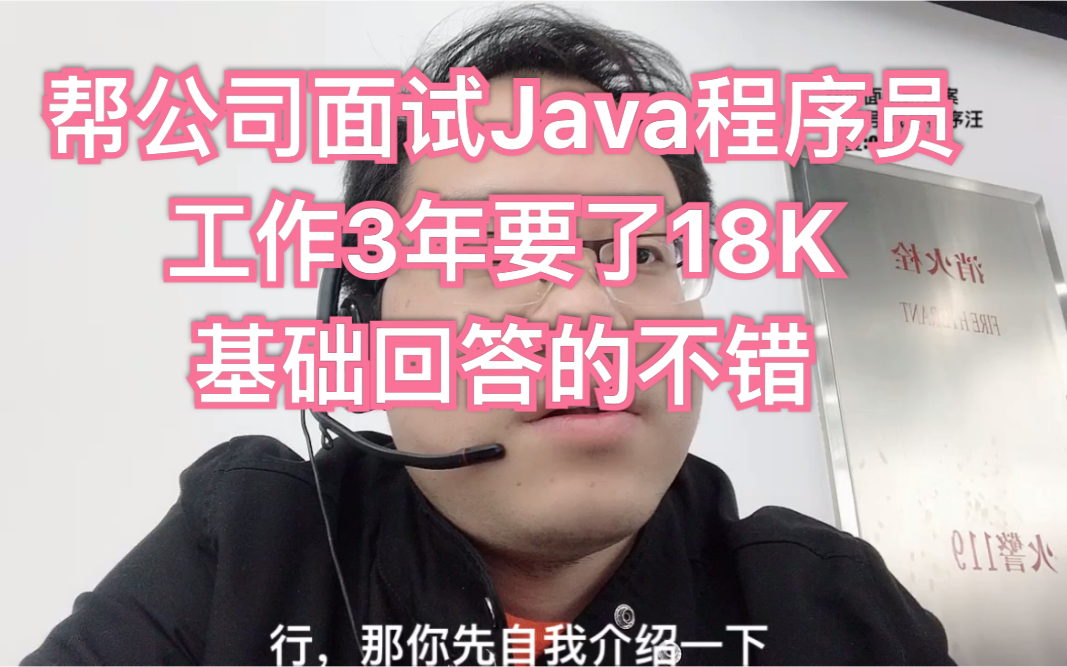 帮公司面试Java程序员
工作3年要了18K
基础回答的不错
消火栓
FIRE HYDRANT
火警119
行，那你先自我介绍一下